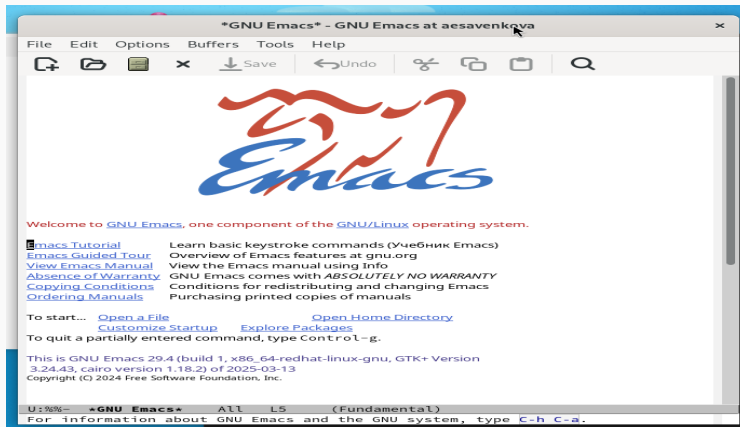 *GNU Emacs* - GNU Emacs at aesavenkova
File Edit Options Buffers Tools Help
Save Undo
Emacs
Welcome to GNU Emacs, one component of the GNU/Linux operating system.
Emacs Tutorial Learn basic keystroke commands (Учебник Emacs)
Emacs Guided Tour Overview of Emacs features at gnu.org
View Emacs Manual View the Emacs manual using Info
Absence of Warranty GNU Emacs comes with ABSOLUTELY NO WARRANTY
Copying Conditions Conditions for redistributing and changing Emacs
Ordering Manuals Purchasing printed copies of manuals
To start... Open a File Open Home Directory
Customize Startup Explore Packages
To quit a partially entered command, type Control-g.
This is GNU Emacs 29.4 (build 1, x86_64-redhat-linux-gnu, GTK+ Version
3.24.43, cairo version 1.18.2) of 2025-03-13
Copyright (C) 2024 Free Software Foundation, Inc.
U:%%- *GNU Emacs* All L5 (Fundamental)
For information about GNU Emacs and the GNU system, type C-h C-a.